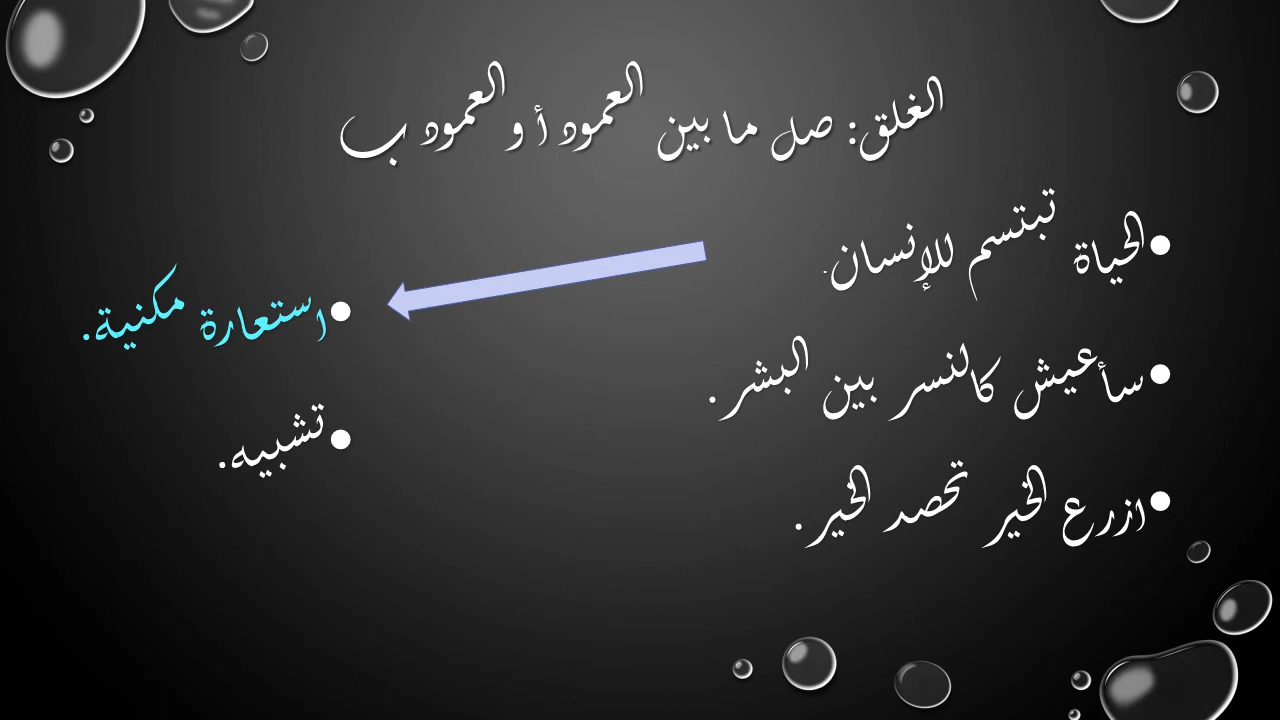 الغلق: صل ما بين العمود أ و العمود ب
الحياة تبتسم للإنسان.
سأعيش كالنسر بين البشر.
ازرع الخير تحصد الخير.
استعارة مكنية.
تشبيه.